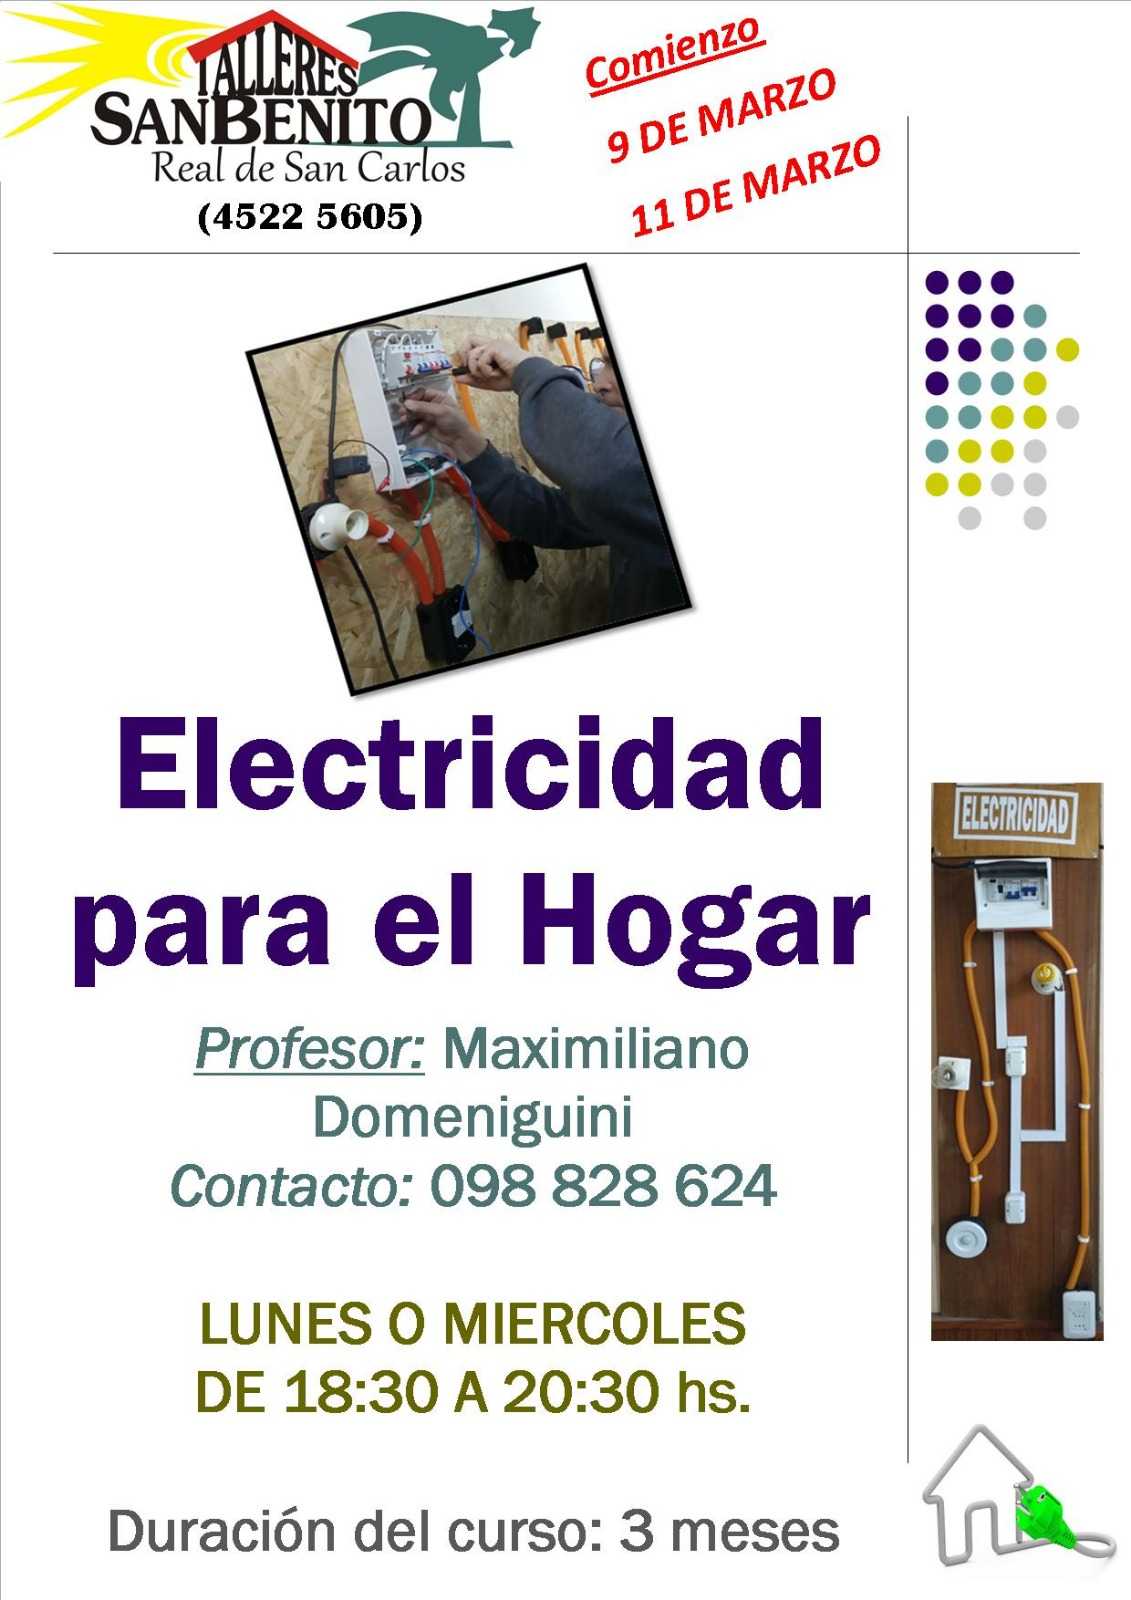 TALLERES
SANBENITO
Real de San Carlos
(4522 5605)
Comienzo
9 DE MARZO
11 DE MARZO
Electricidad
para el Hogar
ELECTRICIDAD
Profesor: Maximiliano
Domeniguini
Contacto: 098 828 624
LUNES O MIERCOLES
DE 18:30 A 20:30 hs.
Duración del curso: 3 meses